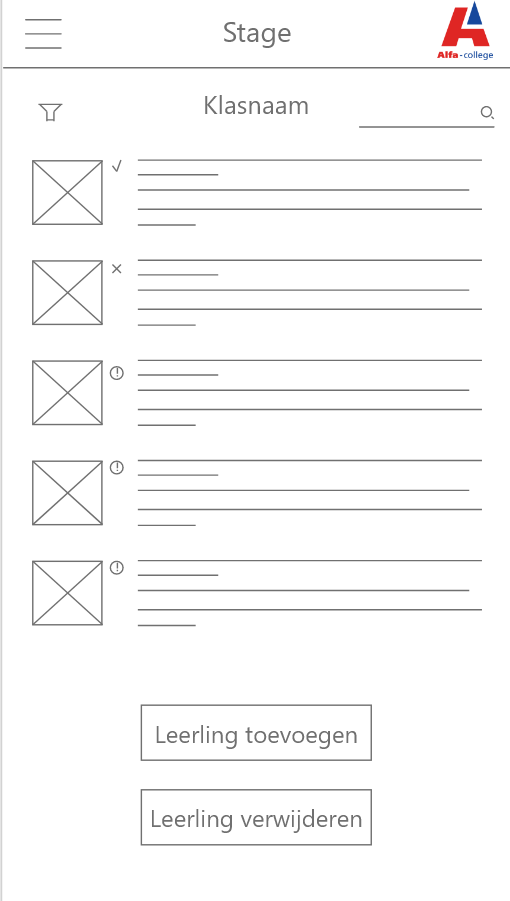 Stage
Alfa-college
Klasnaam
Leerling toevoegen
Leerling verwijderen